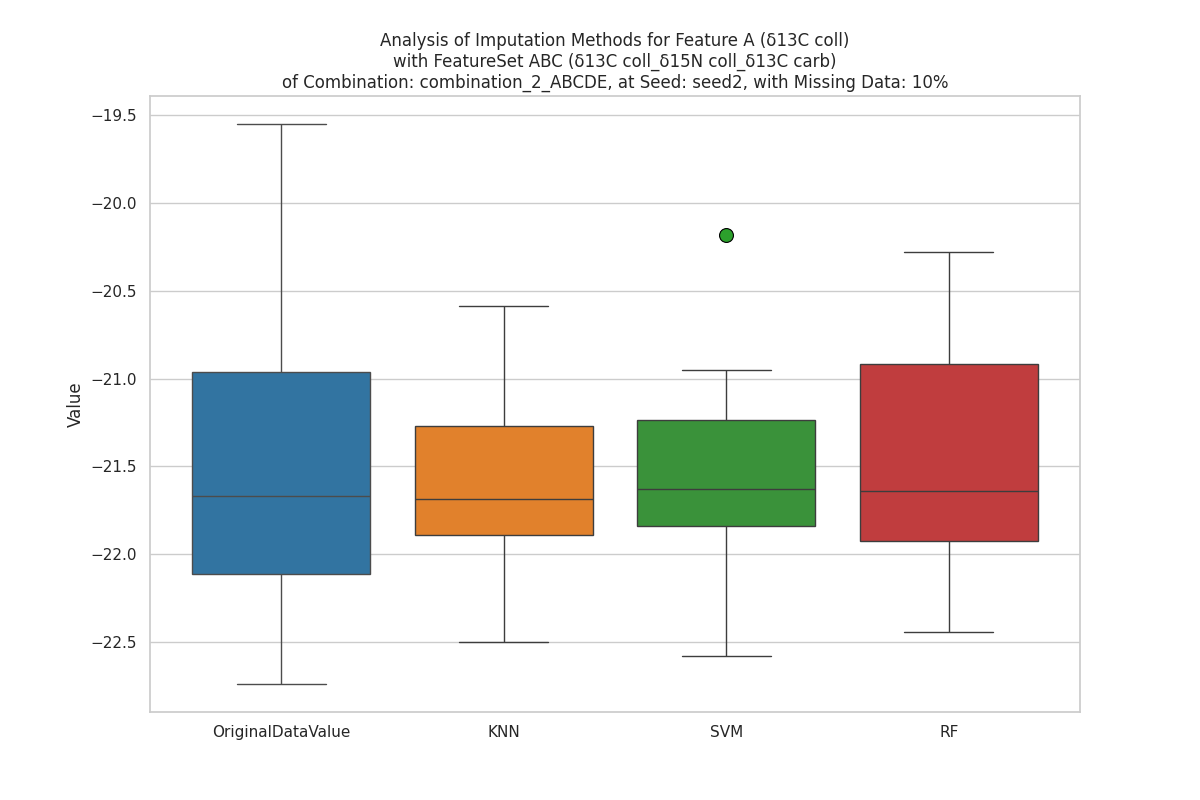 Analysis of Imputation Methods for Feature A (δ13C coll)
with FeatureSet ABC (δ13C coll_δ15N coll_δ13C carb)
of Combination: combination_2_ABCDE, at Seed: seed2, with Missing Data: 10%
−19.5
−20.0
−20.5
−21.0
−21.5
−22.0
−22.5
Value
OriginalDataValue
KNN
SVM
RF